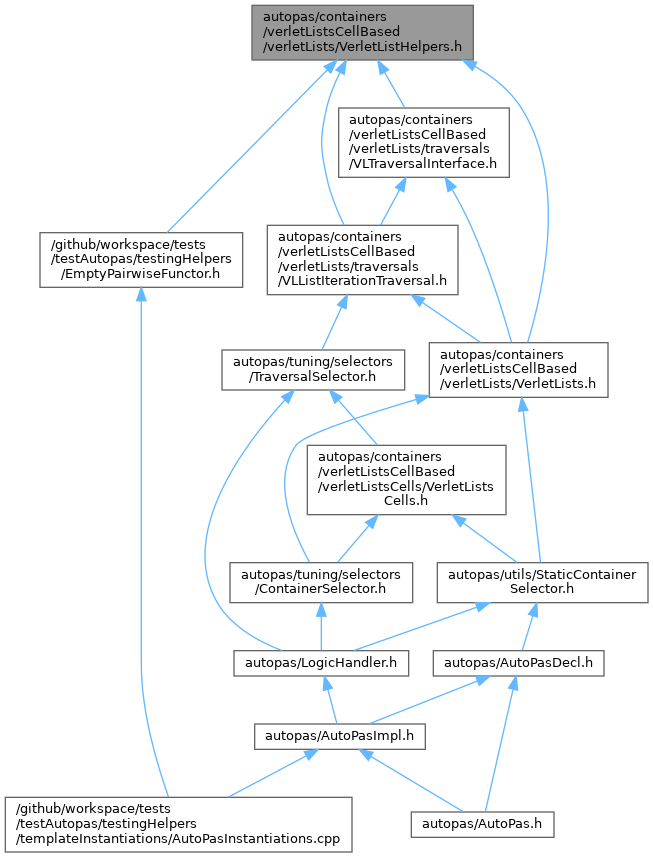 autopas/containers
/verletListsCellBased
/verletLists/VerletListHelpers.h
autopas/containers
/verletListsCellBased
/verletLists/traversals
/VLTraversalInterface.h
/github/workspace/tests
/testAutopas/testingHelpers
/EmptyPairwiseFunctor.h
autopas/containers
/verletListsCellBased
/verletLists/traversals
/VLListIterationTraversal.h
autopas/tuning/selectors
/TraversalSelector.h
autopas/containers
/verletListsCellBased
/verletLists/VerletLists.h
autopas/containers
/verletListsCellBased
/verletListsCells/VerletLists
Cells.h
autopas/tuning/selectors
/ContainerSelector.h
autopas/utils/StaticContainer
Selector.h
autopas/LogicHandler.h
autopas/AutoPasDecl.h
autopas/AutoPasImpl.h
/github/workspace/tests
/testAutopas/testingHelpers
/templateInstantiations/AutoPasInstantiations.cpp
autopas/AutoPas.h